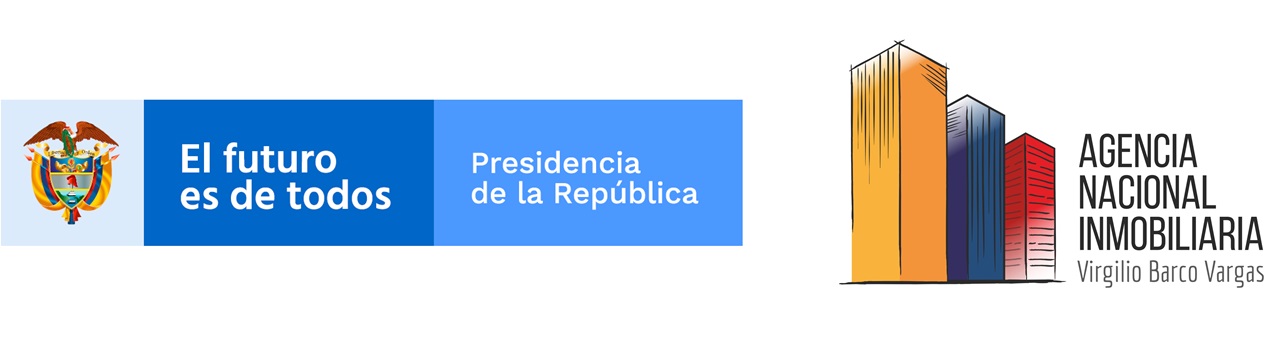 El futuro
es de todos
Presidencia
de la República
AGENCIA
NACIONAL
INMOBILIARIA
Virgilio Barco Vargas